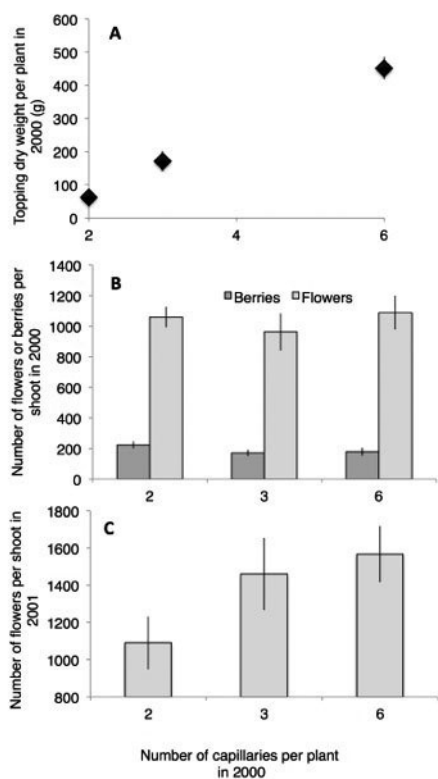 A
Topping dry weight per plant in
2000 (g)
600
500
400
300
200
100
0
2
4
6
B
Berries
Flowers
Number of flowers or berries per
shoot in 2000
1400
1200
1000
800
600
400
200
0
2
3
6
C
Number of flowers per shoot in
2001
1800
1600
1400
1200
1000
800
2
3
6
Number of capillaries per plant
in 2000